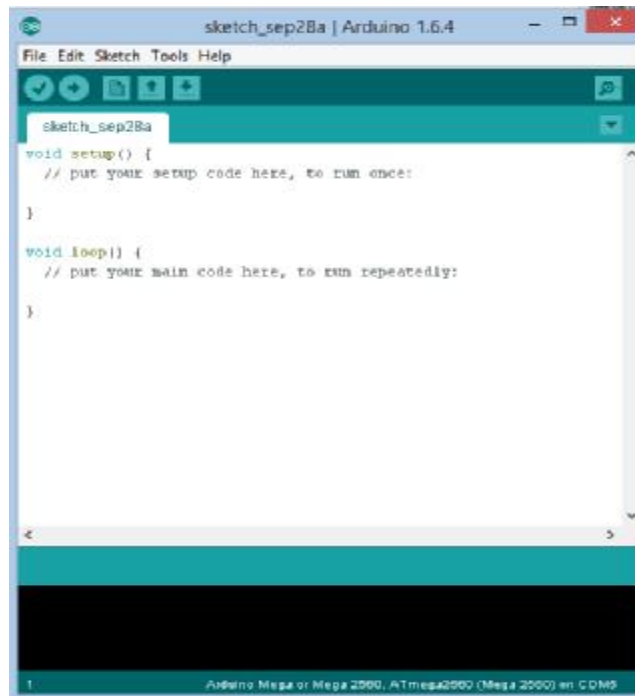 sketch_sep28a | Arduino 1.6.4
File Edit Sketch Tools Help
sketch_sep28a
void setup() {
// put your setup code here, to run once:
}
void loop() {
// put your main code here, to run repeatedly:
}
1
Arduino Mega or Mega 2560, ATmega2560 (Mega 2560) en COM6